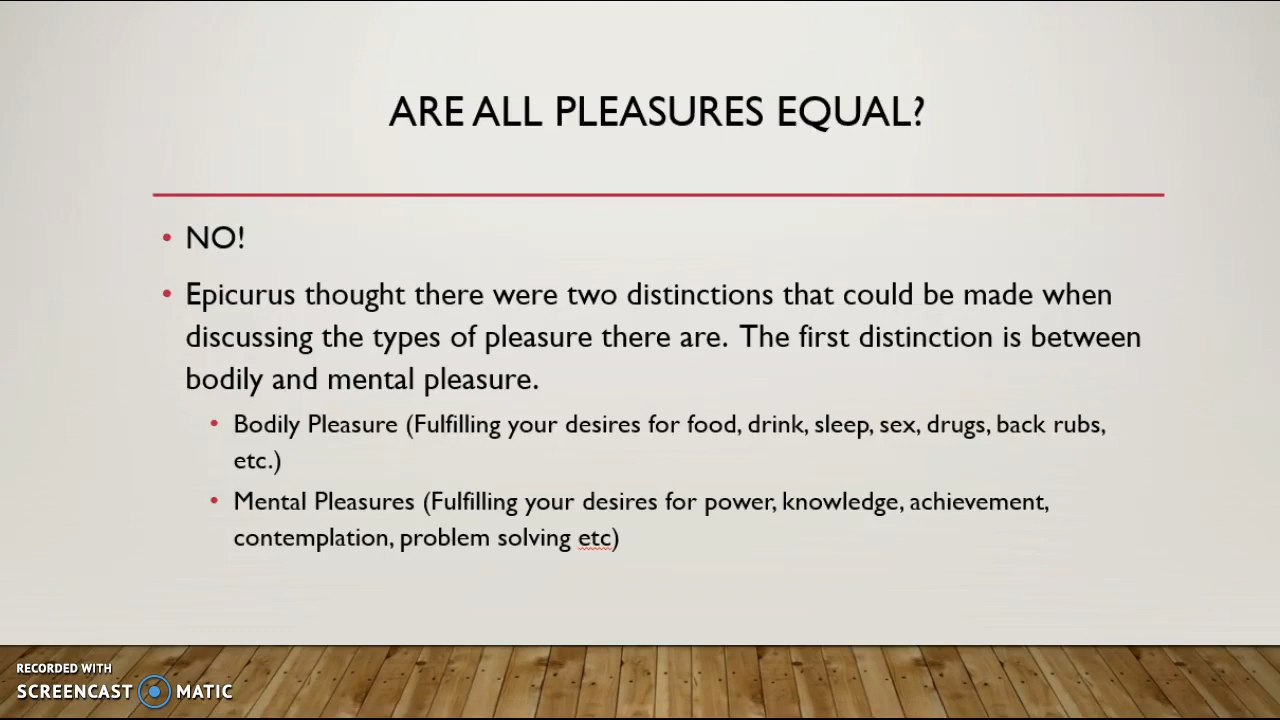 ARE ALL PLEASURES EQUAL?
• NO!
• Epicurus thought there were two distinctions that could be made when
discussing the types of pleasure there are. The first distinction is between
bodily and mental pleasure.
• Bodily Pleasure (Fulfilling your desires for food, drink, sleep, sex, drugs, back rubs,
etc.)
• Mental Pleasures (Fulfilling your desires for power, knowledge, achievement,
contemplation, problem solving etc)
RECORDED WITH
SCREENCAST MATIC